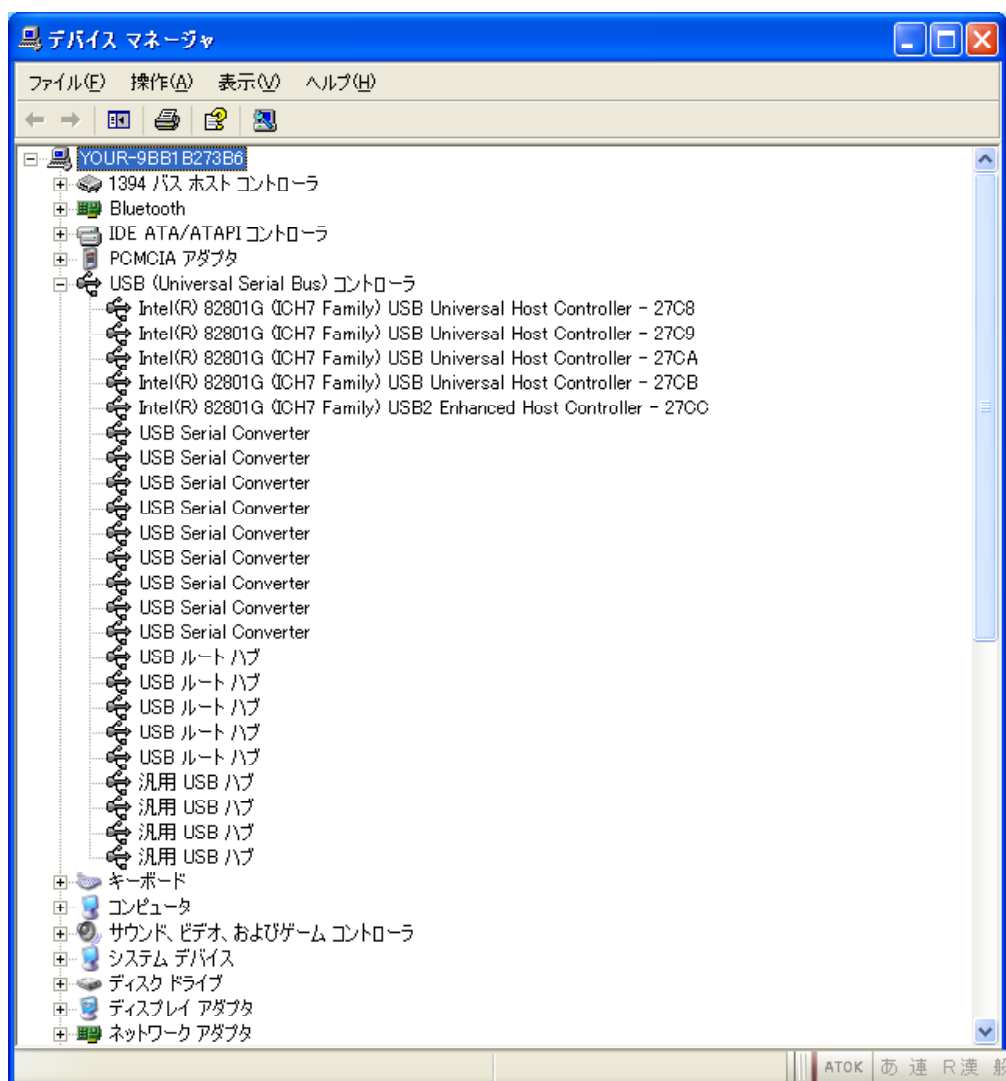 デバイス マネージャ
ファイル(F) 操作(A) 表示(V) ヘルプ(H)
YOUR-9BB1B273B6
1394 バス ホスト コントローラ
Bluetooth
IDE ATA/ATAPI コントローラ
PCMCIA アダプタ
USB (Universal Serial Bus) コントローラ
Intel(R) 82801G (ICH7 Family) USB Universal Host Controller - 27C8
Intel(R) 82801G (ICH7 Family) USB Universal Host Controller - 27C9
Intel(R) 82801G (ICH7 Family) USB Universal Host Controller - 27CA
Intel(R) 82801G (ICH7 Family) USB Universal Host Controller - 27CB
Intel(R) 82801G (ICH7 Family) USB2 Enhanced Host Controller - 27CC
USB Serial Converter
USB Serial Converter
USB Serial Converter
USB Serial Converter
USB Serial Converter
USB Serial Converter
USB Serial Converter
USB Serial Converter
USB Serial Converter
USB ルート ハブ
USB ルート ハブ
USB ルート ハブ
USB ルート ハブ
USB ルート ハブ
汎用 USB ハブ
汎用 USB ハブ
汎用 USB ハブ
汎用 USB ハブ
キーボード
コンピュータ
サウンド、ビデオ、およびゲーム コントローラ
システム デバイス
ディスク ドライブ
ディスプレイ アダプタ
ネットワーク アダプタ
ATOK あ 連 R漢 般